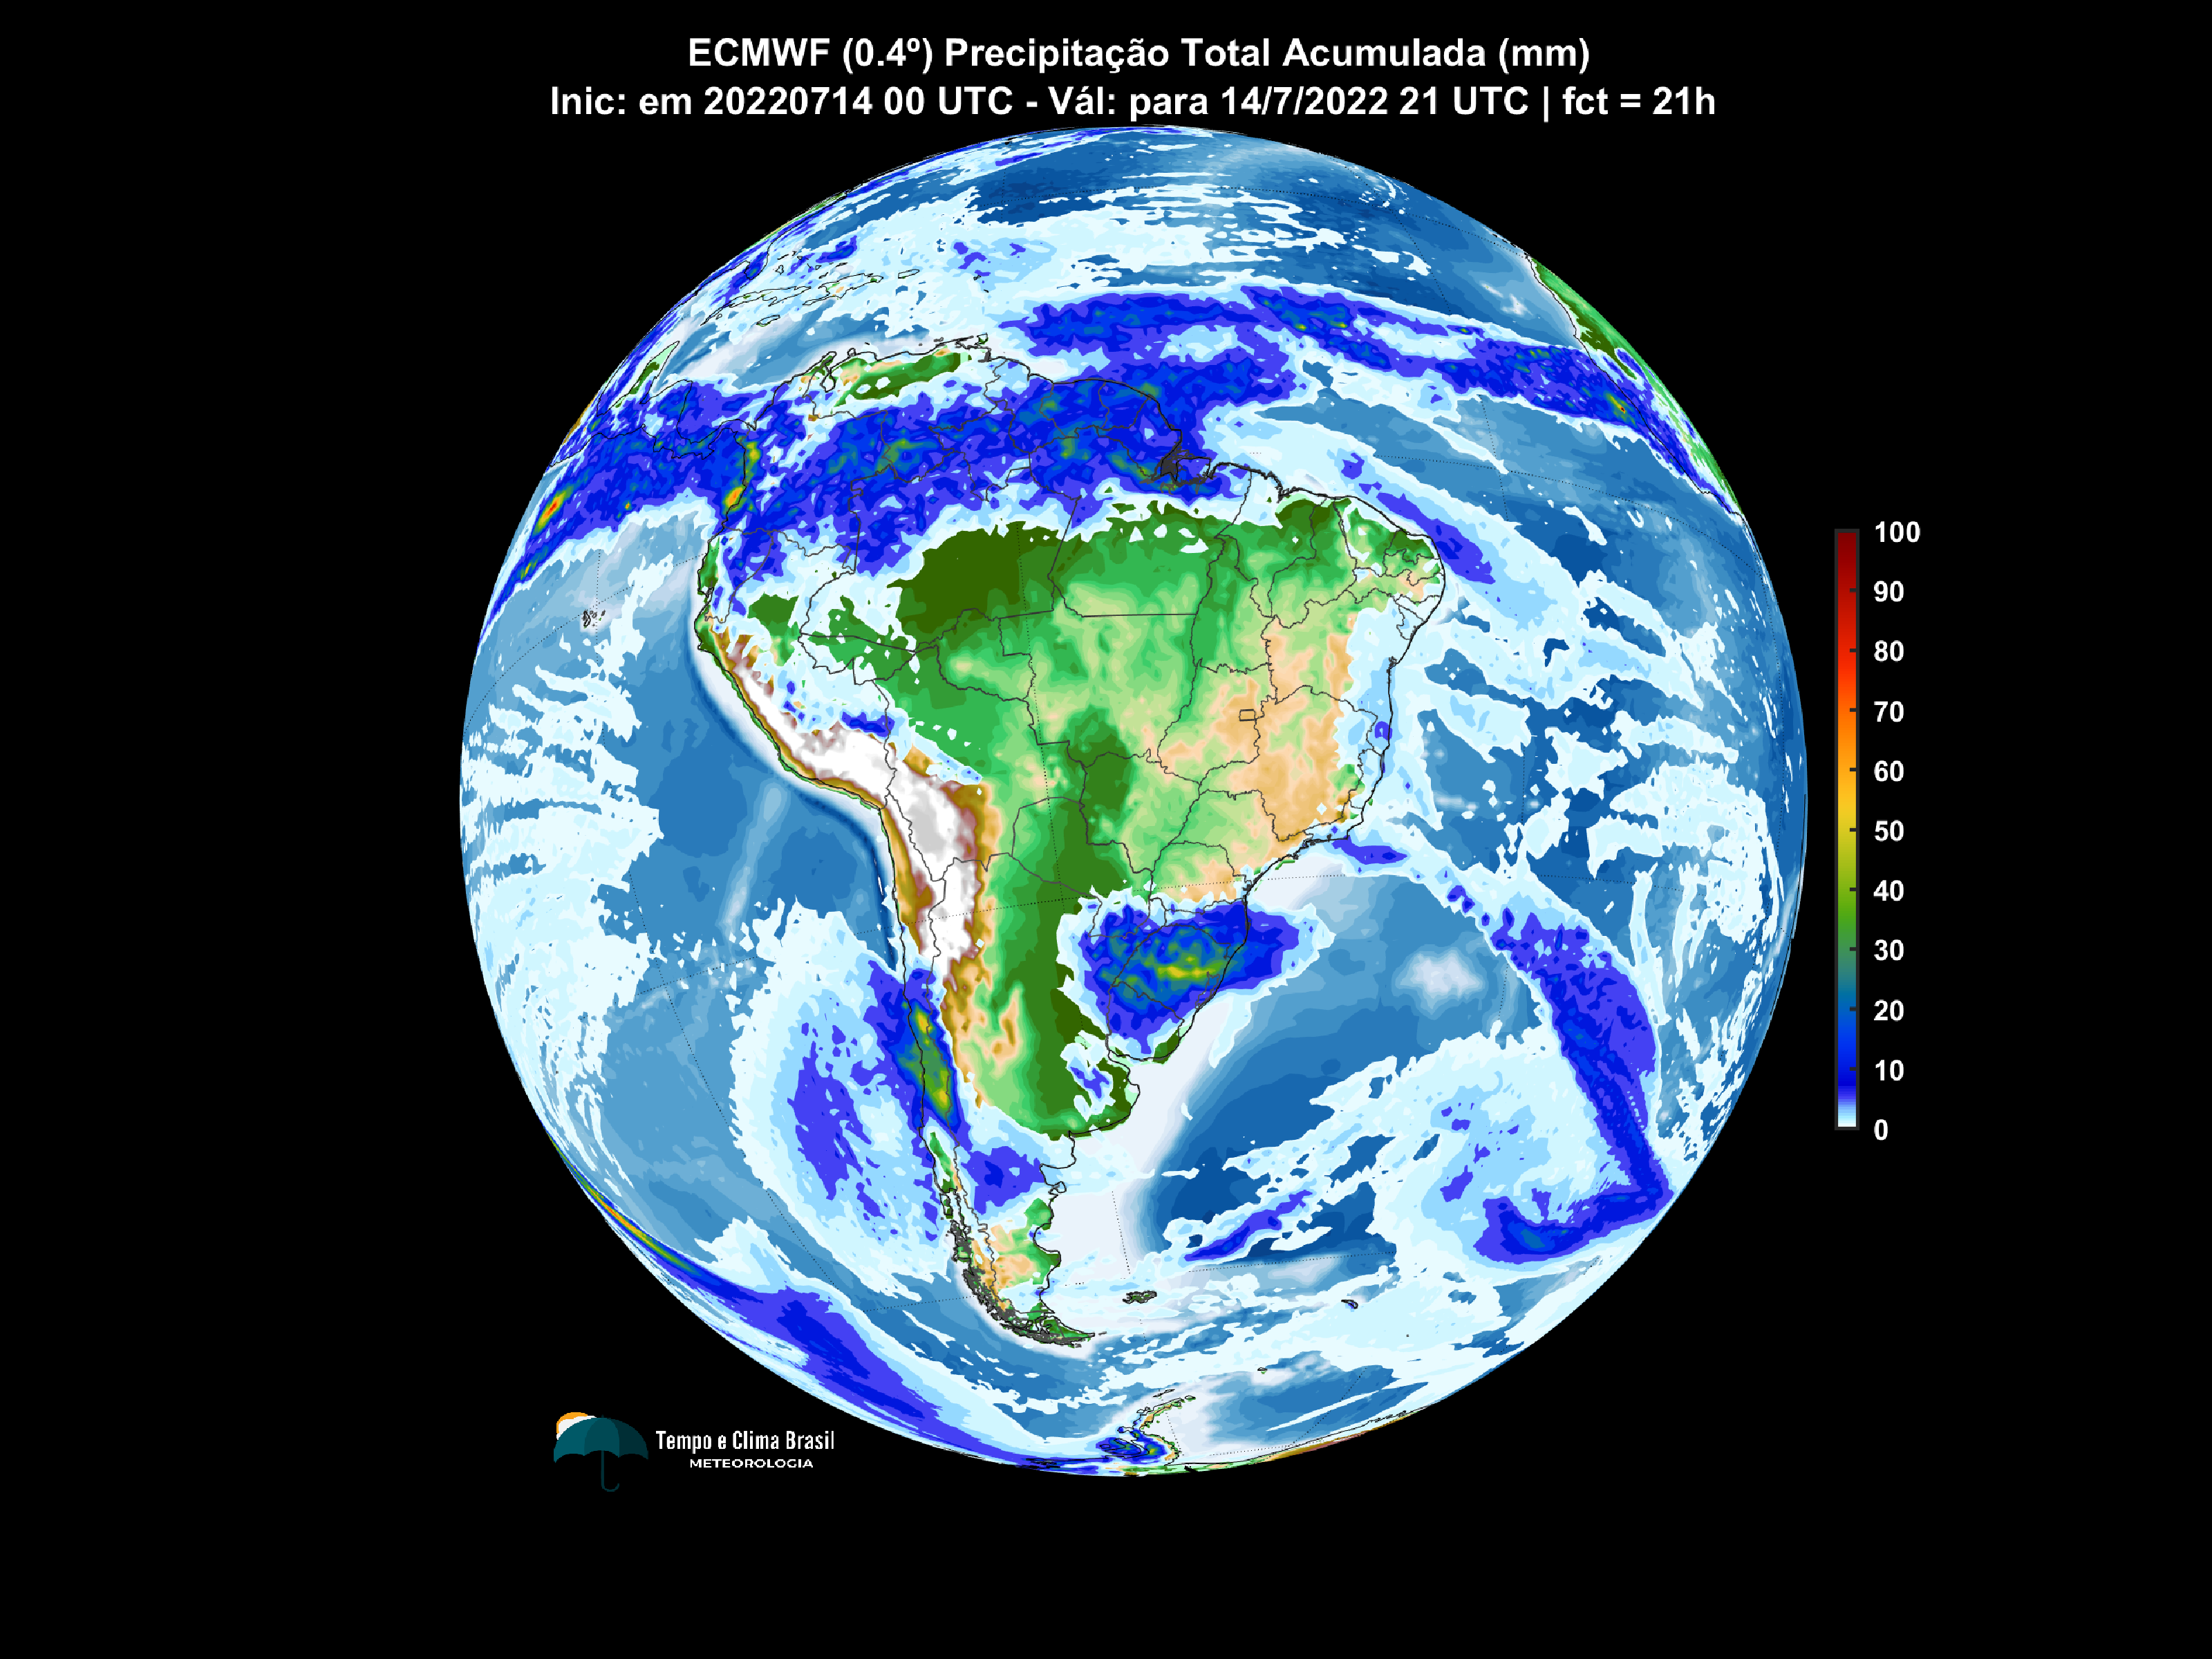 ECMWF (0.4º) Precipitação Total Acumulada (mm)
Inic: em 20220714 00 UTC - Vál: para 14/7/2022 21 UTC | fct = 21h
100
90
80
70
60
50
40
30
20
10
0
Tempo e Clima Brasil
METEOROLOGIA